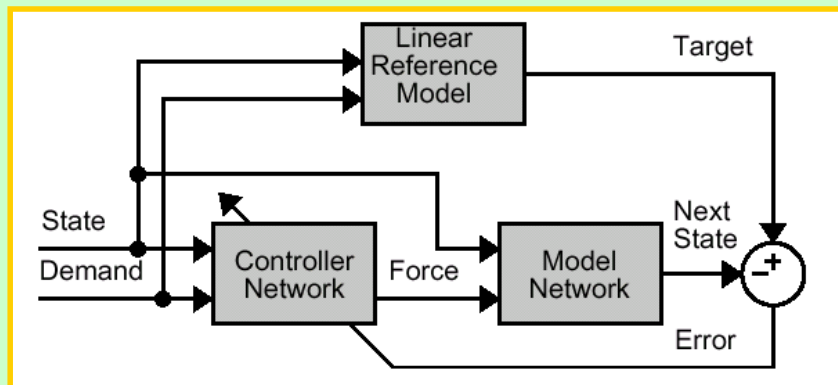 Linear
Reference
Model
Target
State
Demand
Controller
Network
Force
Model
Network
Next
State
− +
Error